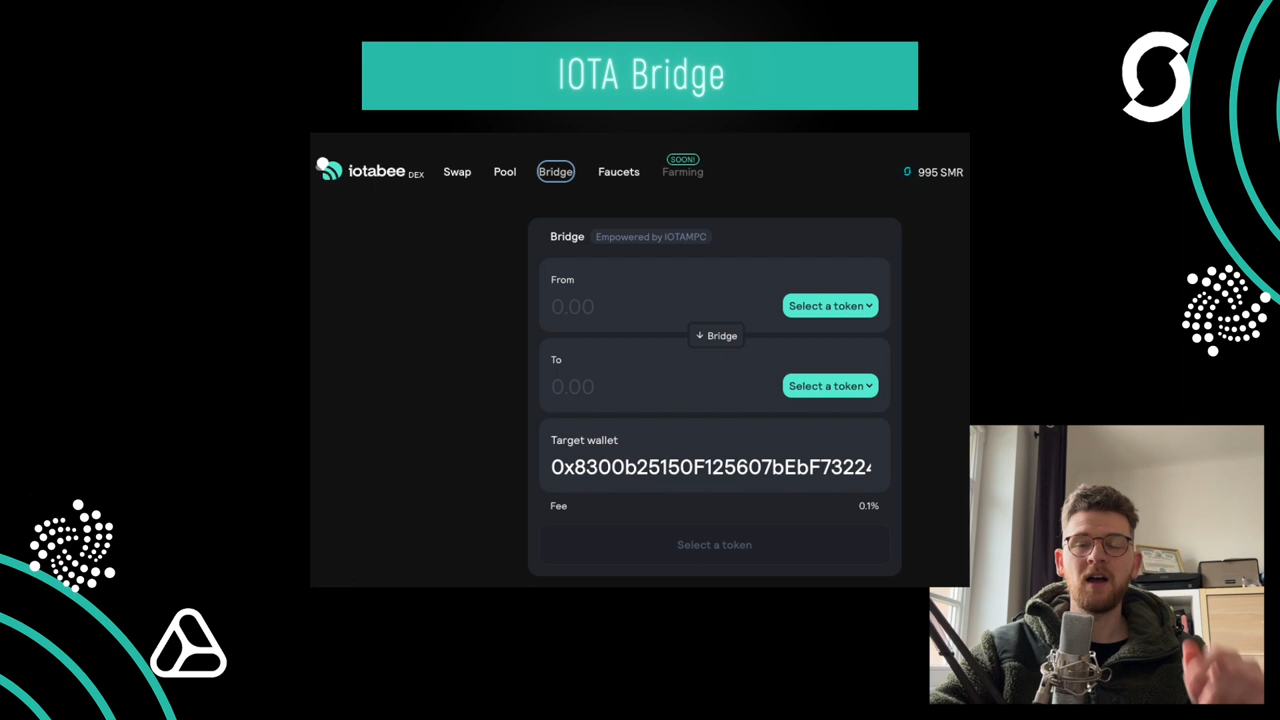 IOTA Bridge
iotabee DEX
Swap
Pool
Bridge
Faucets
SOON!
Farming
995 SMR
Bridge
Empowered by IOTAMPC
From
0.00
Select a token
↓ Bridge
To
0.00
Select a token
Target wallet
0x8300b25150F125607bEbF7322
Fee
0.1%
Select a token